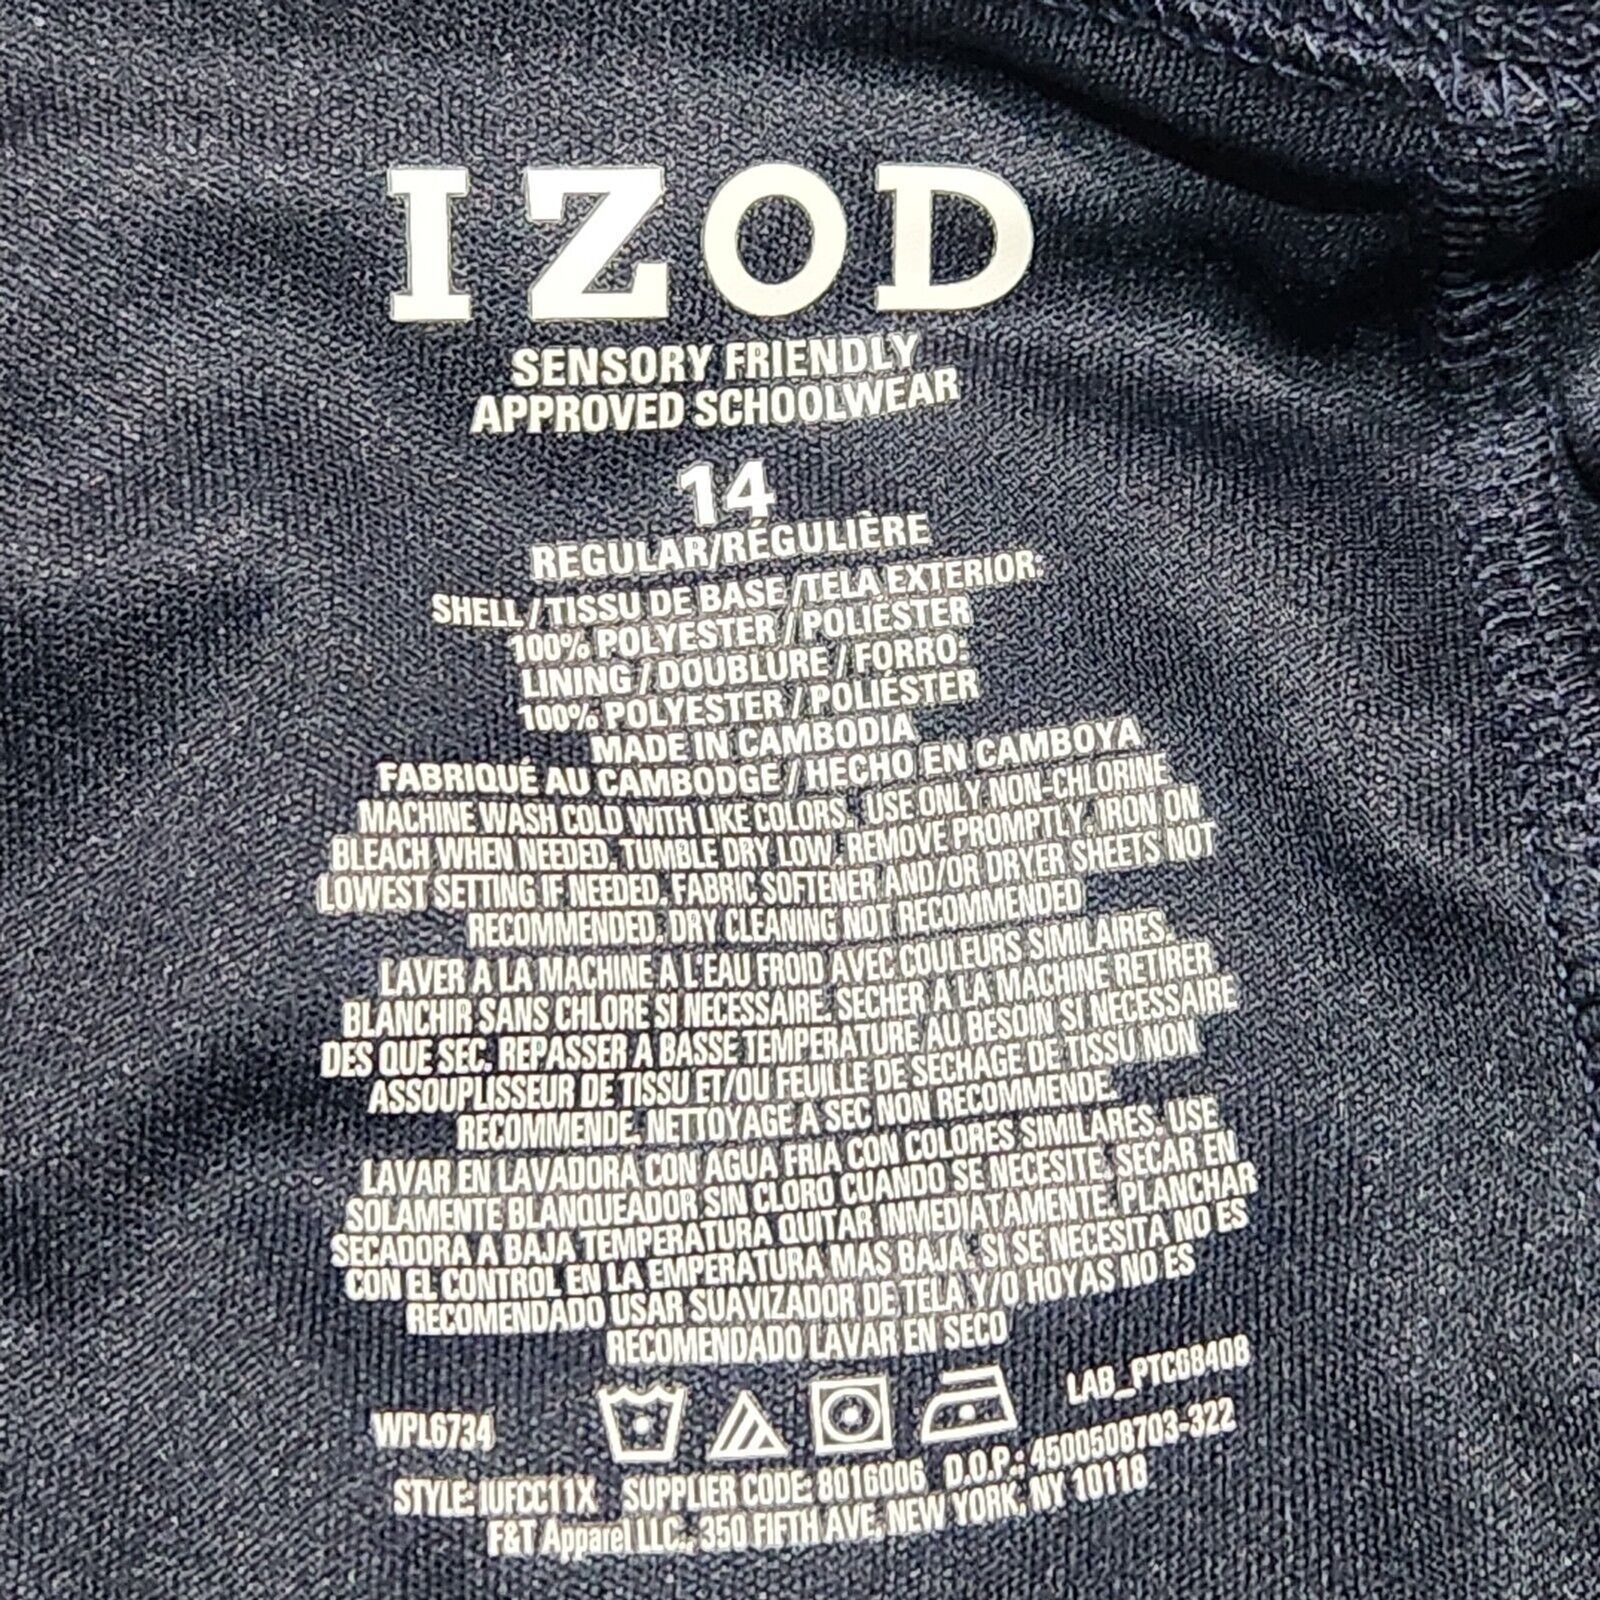 IZOD
SENSORY FRIENDLY
APPROVED SCHOOLWEAR
14
REGULAR/RÉGULIÈRE
SHELL / TISSU DE BASE / TELA EXTERIOR:
100% POLYESTER / POLIÉSTER
LINING / DOUBLURE / FORRO:
100% POLYESTER / POLIÉSTER
MADE IN CAMBODIA
FABRIQUÉ AU CAMBODGE / HECHO EN CAMBOYA
MACHINE WASH COLD WITH LIKE COLORS. USE ONLY NON-CHLORINE
BLEACH WHEN NEEDED. TUMBLE DRY LOW. REMOVE PROMPTLY. IRON ON
LOWEST SETTING IF NEEDED. FABRIC SOFTENER AND/OR DRYER SHEETS NOT
RECOMMENDED. DRY CLEANING NOT RECOMMENDED
LAVER A LA MACHINE A L'EAU FROID AVEC COULEURS SIMILAIRES.
BLANCHIR SANS CHLORE SI NECESSAIRE. SECHER A LA MACHINE RETIRER
DES QUE SEC. REPASSER A BASSE TEMPERATURE AU BESOIN SI NECESSAIRE
ASSOUPLISSEUR DE TISSU ET/OU FEUILLE DE SECHAGE DE TISSU NON
RECOMMENDE. NETTOYAGE A SEC NON RECOMMENDE.
LAVAR EN LAVADORA CON AGUA FRIA CON COLORES SIMILARES. USE
SOLAMENTE BLANQUEADOR SIN CLORO CUANDO SE NECESITE. SECAR EN
SECADORA A BAJA TEMPERATURA QUITAR INMEDIATAMENTE. PLANCHAR
CON EL CONTROL EN LA EMPERATURA MAS BAJA. SI SE NECESITA NO ES
RECOMENDADO USAR SUAVIZADOR DE TELA Y/O HOYAS NO ES
RECOMENDADO LAVAR EN SECO
WPL6734 LAB_PTCG8408
STYLE: IUFCC11X SUPPLIER CODE: 8016006 D.O.P.: 4500508703-322
F&T Apparel LLC., 350 FIFTH AVE, NEW YORK, NY 10118